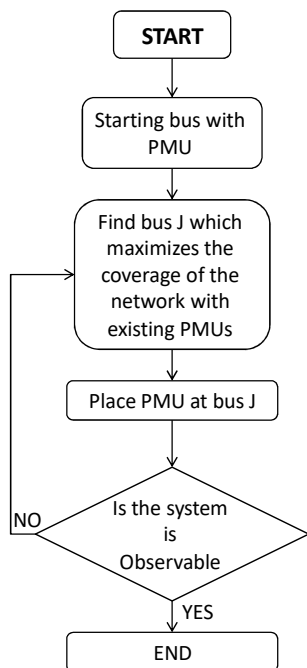 START
Starting bus with
PMU
Find bus J which
maximizes the
coverage of the
network with
existing PMUs
Place PMU at bus J
Is the system
is
Observable
NO
YES
END